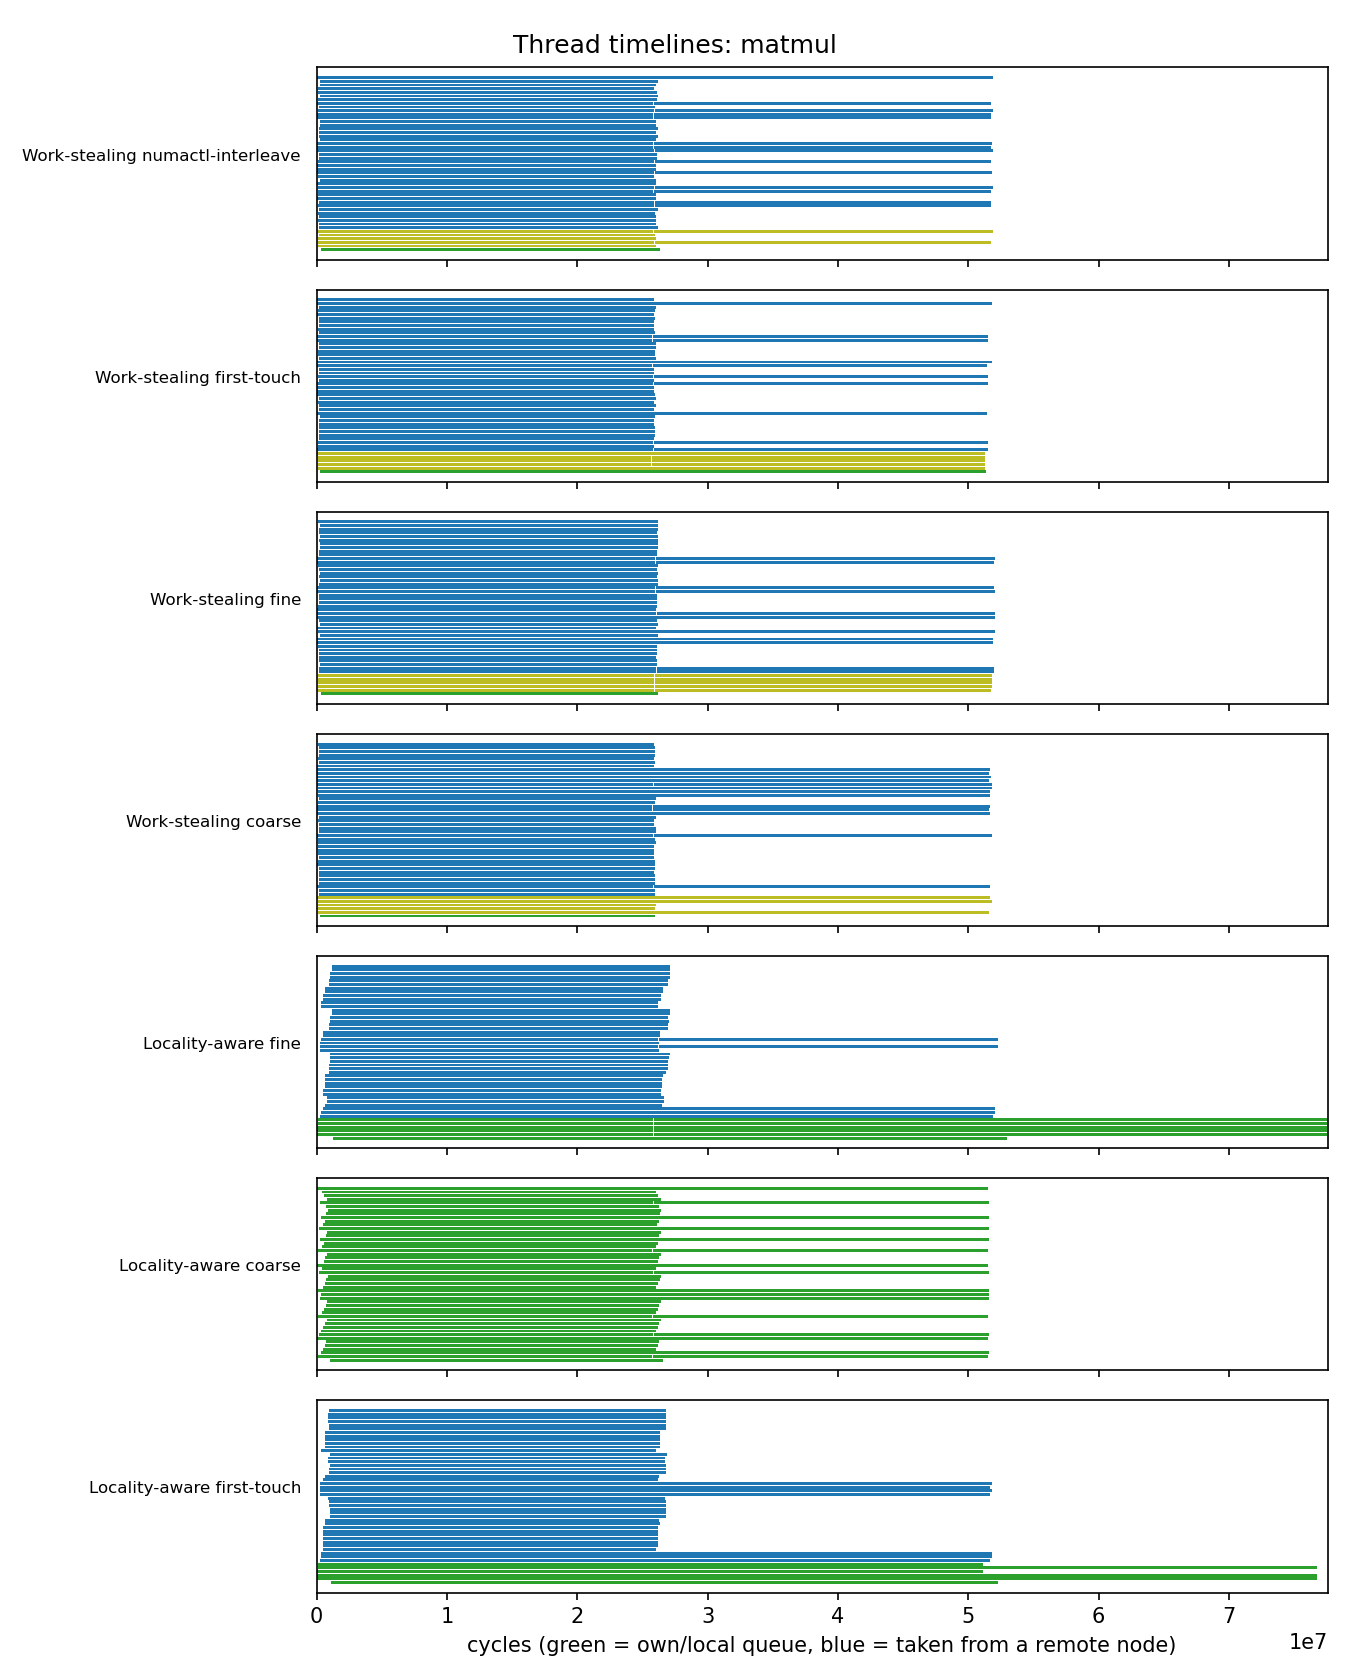 Thread timelines: matmul
Work-stealing numactl-interleave
Work-stealing first-touch
Work-stealing fine
Work-stealing coarse
Locality-aware fine
Locality-aware coarse
Locality-aware first-touch
0 1 2 3 4 5 6 7
1e7
cycles (green = own/local queue, blue = taken from a remote node)